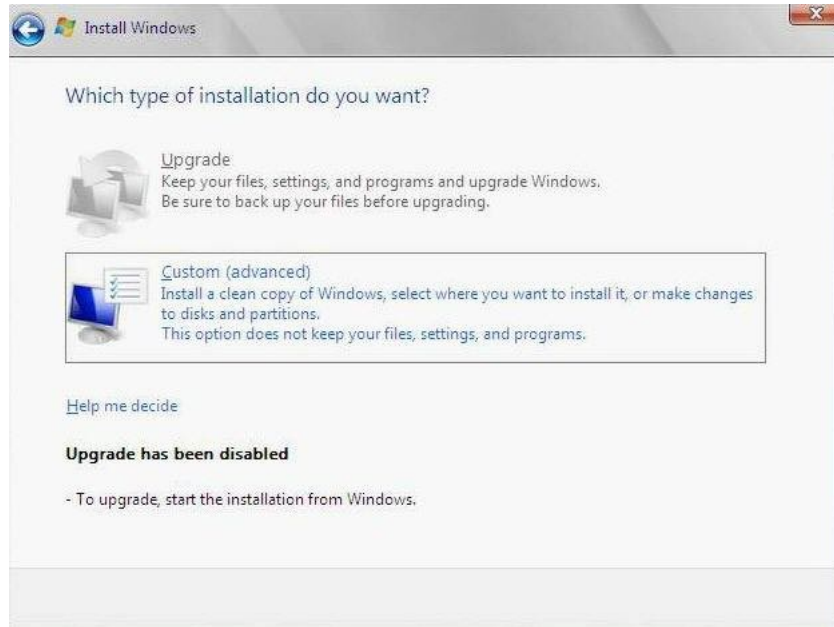 Install Windows
Which type of installation do you want?
Upgrade
Keep your files, settings, and programs and upgrade Windows.
Be sure to back up your files before upgrading.
Custom (advanced)
Install a clean copy of Windows, select where you want to install it, or make changes
to disks and partitions.
This option does not keep your files, settings, and programs.
Help me decide
Upgrade has been disabled
- To upgrade, start the installation from Windows.